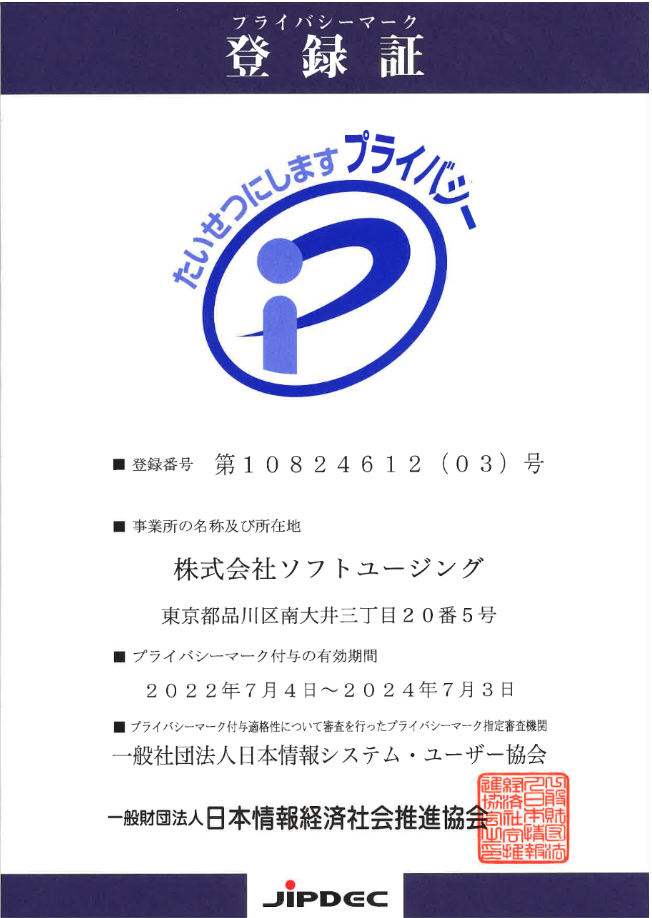 プライバシーマーク
登録証
たいせつにしますプライバシー
■ 登録番号 第10824612(03)号
■ 事業所の名称及び所在地
株式会社ソフトユージング
東京都品川区南大井三丁目20番5号
■ プライバシーマーク付与の有効期間
2022年7月4日～2024年7月3日
■ プライバシーマーク付与適格性について審査を行ったプライバシーマーク指定審査機関
一般社団法人日本情報システム・ユーザー協会
一般財団法人日本情報経済社会推進協会
JIPDEC